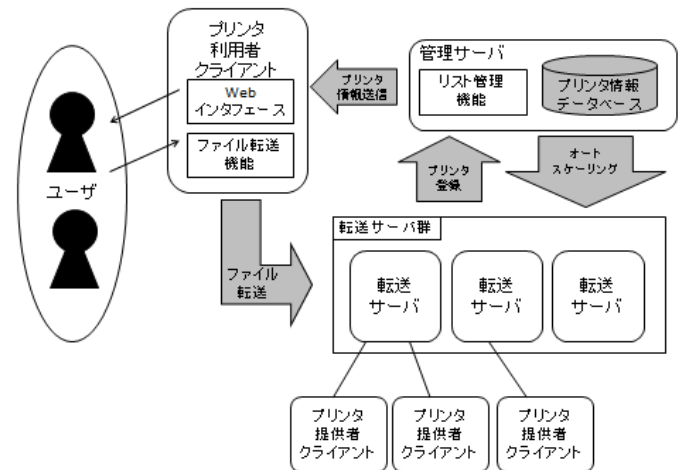 プリンタ
利用者
クライアント
Web
インタフェース
ファイル転送
機能
ユーザ
プリンタ
情報送信
管理サーバ
リスト管理
機能
プリンタ情報
データベース
プリンタ
登録
オート
スケーリング
ファイル
転送
転送サーバ群
転送
サーバ
転送
サーバ
転送
サーバ
プリンタ
提供者
クライアント
プリンタ
提供者
クライアント
プリンタ
提供者
クライアント